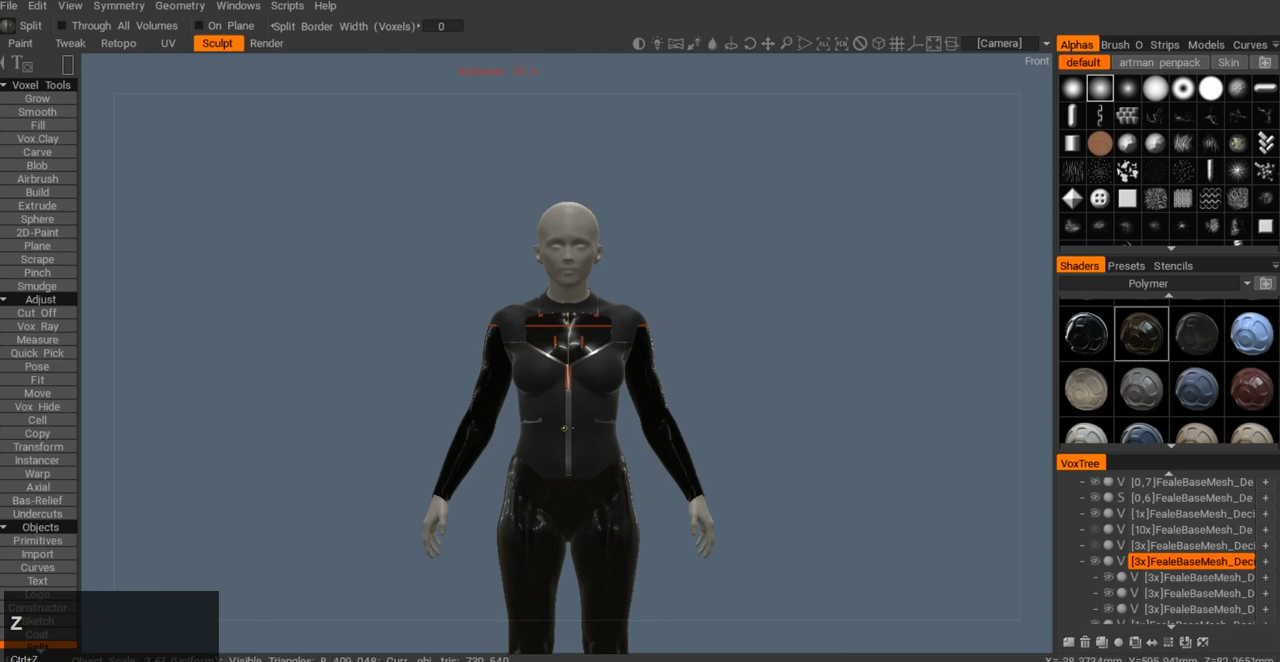 File Edit View Symmetry Geometry Windows Scripts Help
Split Through All Volumes On Plane Split Border Width (Voxels) 0
Paint Tweak Retopo UV Sculpt Render [Camera] Alphas Brush O Strips Models Curves
Front default artman penpack Skin
Voxel Tools
Grow
Smooth
Fill
Vox.Clay
Carve
Blob
Airbrush
Build
Extrude
Sphere
2D-Paint
Plane
Scrape
Pinch
Smudge
Adjust
Cut Off
Vox Ray
Measure
Quick Pick
Pose
Fit
Move
Vox Hide
Cell
Copy
Transform
Instancer
Warp
Axial
Bas-Relief
Undercuts
Objects
Primitives
Import
Curves
Text
Logo
Constructor
Sketch
Coat
Z
Ctrl+Z
Shaders Presets Stencils
Polymer
VoxTree
V [0,7]FealeBaseMesh_De +
S [0,6]FealeBaseMesh_De +
V [1x]FealeBaseMesh_Deci +
V [10x]FealeBaseMesh_De +
V [3x]FealeBaseMesh_Deci +
V [3x]FealeBaseMesh_Deci +
V [3x]FealeBaseMesh_D +
V [3x]FealeBaseMesh_D +
V [3x]FealeBaseMesh_D +